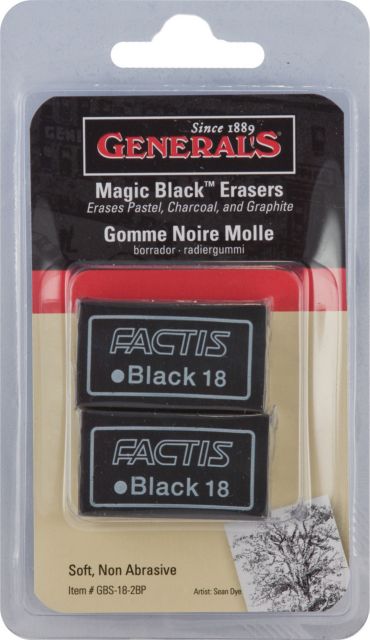 Since 1889
GENERAL'S
Magic Black™ Erasers
Erases Pastel, Charcoal, and Graphite
Gomme Noire Molle
borrador · radiergummi
FACTIS
Black 18
FACTIS
Black 18
Soft, Non Abrasive
Item # GBS-18-2BP
Artist: Sean Dye